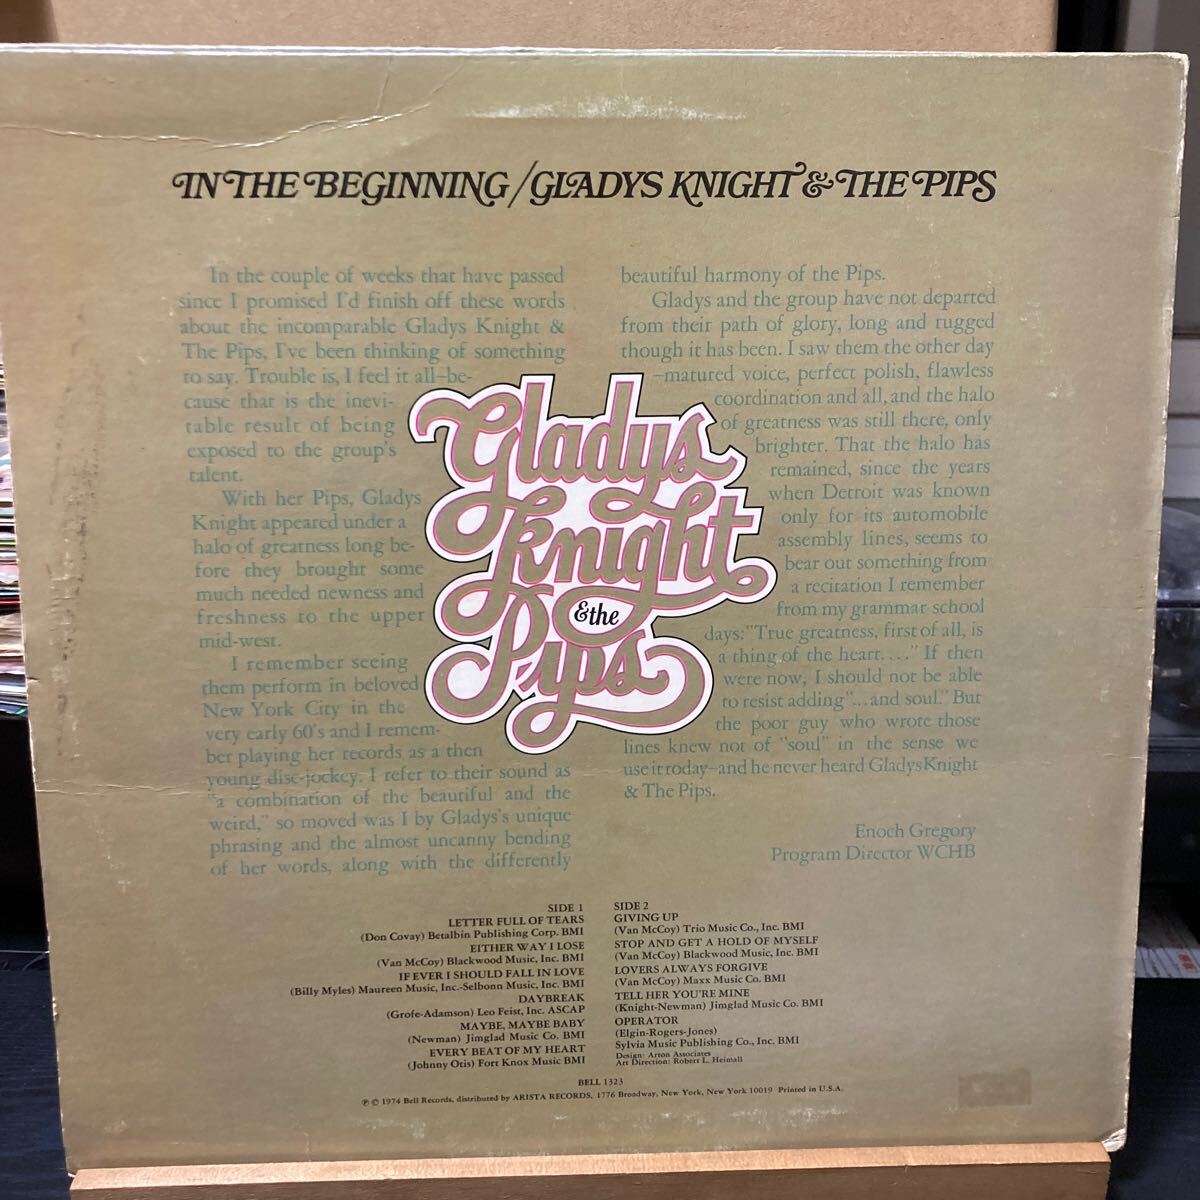 IN THE BEGINNING/GLADYS KNIGHT & THE PIPS
In the couple of weeks that have passed
since I promised I'd finish off these words
about the incomparable Gladys Knight &
The Pips, I've been thinking of something
to say. Trouble is, I feel it all—be-
cause that is the inevi-
table result of being
exposed to the group's
talent.
With her Pips, Gladys
Knight appeared under a
halo of greatness long be-
fore they brought some
much needed newness and
freshness to the upper
mid-west.
I remember seeing
them perform in beloved
New York City in the
very early 60's and I remem-
ber playing her records as a then
young disc-jockey. I refer to their sound as
"a combination of the beautiful and the
weird," so moved was I by Gladys's unique
phrasing and the almost uncanny bending
of her words, along with the differently
beautiful harmony of the Pips.
Gladys and the group have not departed
from their path of glory, long and rugged
though it has been. I saw them the other day
—matured voice, perfect polish, flawless
coordination and all, and the halo
of greatness was still there, only
brighter. That the halo has
remained, since the years
when Detroit was known
only for its automobile
assembly lines, seems to
bear out something from
a recitation I remember
from my grammar school
days: "True greatness, first of all, is
a thing of the heart...." If then
were now, I should not be able
to resist adding "...and soul." But
the poor guy who wrote those
lines knew not of "soul" in the sense we
use it today—and he never heard Gladys Knight
& The Pips.
Enoch Gregory
Program Director WCHB
Gladys
Knight
&the
Pips
SIDE 1
LETTER FULL OF TEARS
(Don Covay) Betalbin Publishing Corp. BMI
EITHER WAY I LOSE
(Van McCoy) Blackwood Music, Inc. BMI
IF EVER I SHOULD FALL IN LOVE
(Billy Myles) Maureen Music, Inc.-Selbonn Music, Inc. BMI
DAYBREAK
(Grofe-Adamson) Leo Feist, Inc. ASCAP
MAYBE, MAYBE BABY
(Newman) Jimglad Music Co. BMI
EVERY BEAT OF MY HEART
(Johnny Otis) Fort Knox Music BMI
SIDE 2
GIVING UP
(Van McCoy) Trio Music Co., Inc. BMI
STOP AND GET A HOLD OF MYSELF
(Van McCoy) Blackwood Music, Inc. BMI
LOVERS ALWAYS FORGIVE
(Van McCoy) Maxx Music Co. BMI
TELL HER YOU'RE MINE
(Knight-Newman) Jimglad Music Co. BMI
OPERATOR
(Elgin-Rogers-Jones)
Sylvia Music Publishing Co., Inc. BMI
Design: Arton Associates
Art Direction: Robert L. Heimall
BELL 1323
℗ © 1974 Bell Records, distributed by ARISTA RECORDS, 1776 Broadway, New York, New York 10019 Printed in U.S.A.